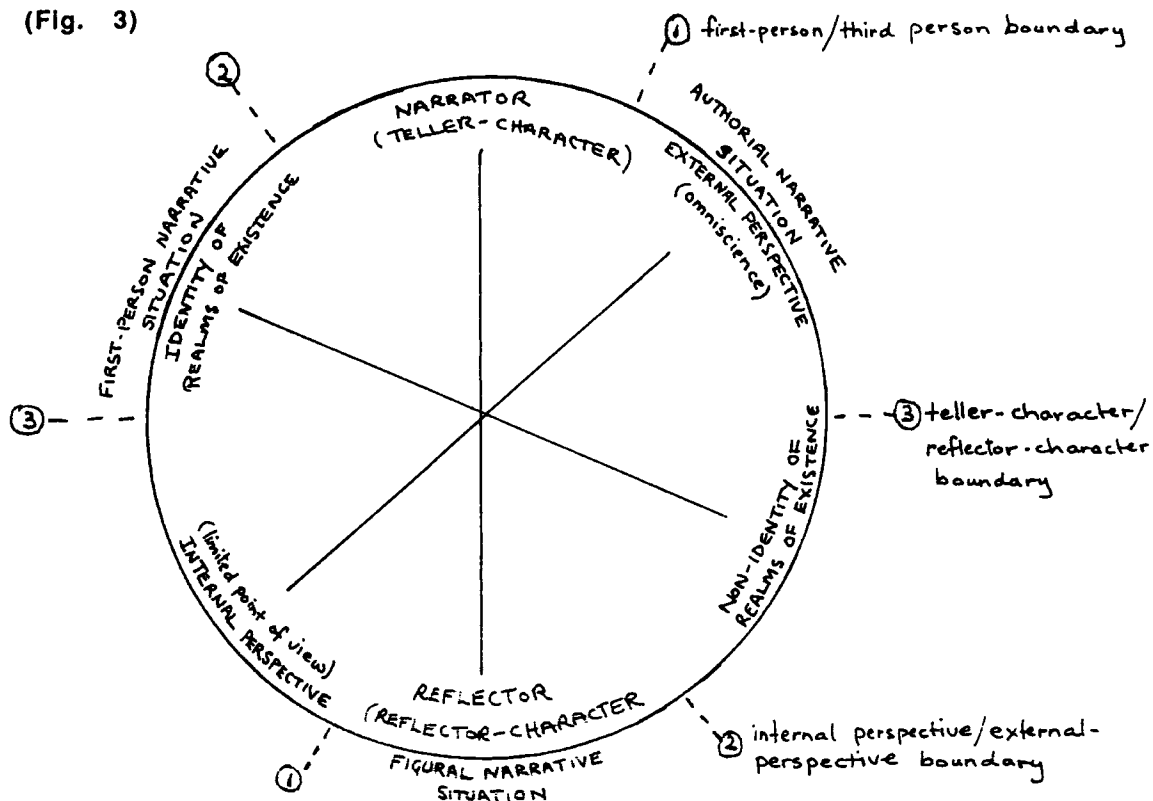 (Fig. 3)
① first-person/third person boundary
②
NARRATOR
(TELLER-CHARACTER)
AUTHORIAL NARRATIVE
SITUATION
EXTERNAL PERSPECTIVE
(omniscience)
FIRST-PERSON NARRATIVE
SITUATION
IDENTITY OF
REALMS OF EXISTENCE
③
③ teller-character/
reflector-character
boundary
NON-IDENTITY OF
REALMS OF EXISTENCE
(limited point of view)
INTERNAL PERSPECTIVE
REFLECTOR
(REFLECTOR-CHARACTER
② internal perspective/external-
perspective boundary
①
FIGURAL NARRATIVE
SITUATION